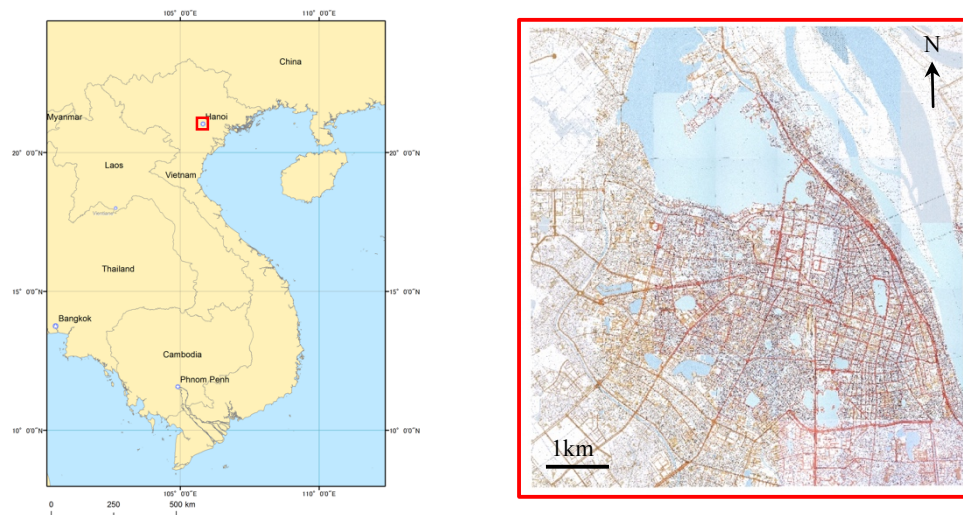 105° 0'0"E
110° 0'0"E
China
Myanmar
Hanoi
20° 0'0"N
20° 0'0"N
Laos
Vietnam
Vientiane
Thailand
15° 0'0"N
15° 0'0"N
Bangkok
Cambodia
Phnom Penh
10° 0'0"N
10° 0'0"N
105° 0'0"E
110° 0'0"E
0 250 500 km
N
1km